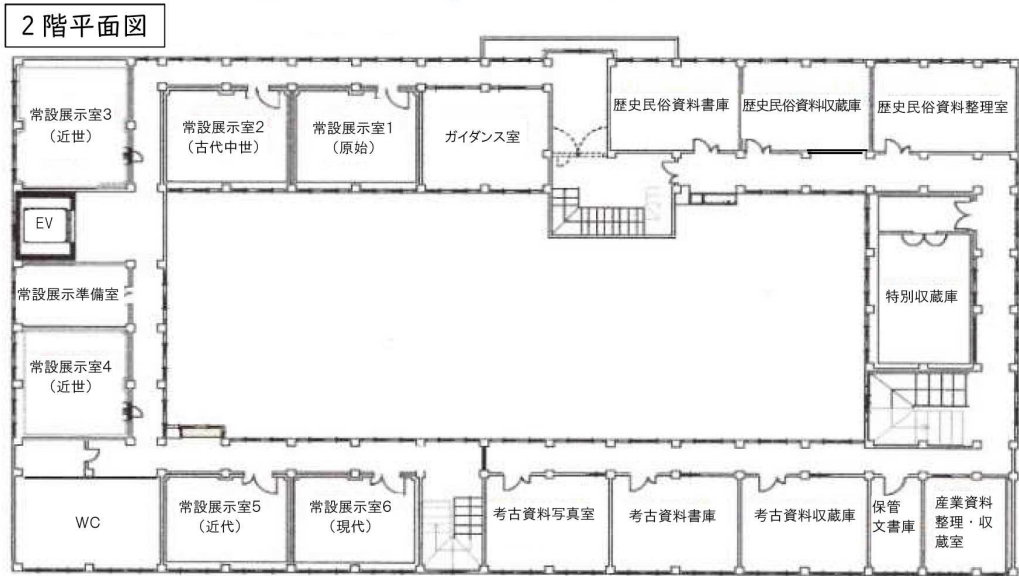 ２階平面図
常設展示室3
（近世）
常設展示室2
（古代中世）
常設展示室1
（原始）
ガイダンス室
歴史民俗資料書庫
歴史民俗資料収蔵庫
歴史民俗資料整理室
EV
常設展示準備室
特別収蔵庫
常設展示室4
（近世）
WC
常設展示室5
（近代）
常設展示室6
（現代）
考古資料写真室
考古資料書庫
考古資料収蔵庫
保管
文書庫
産業資料
整理・収
蔵室